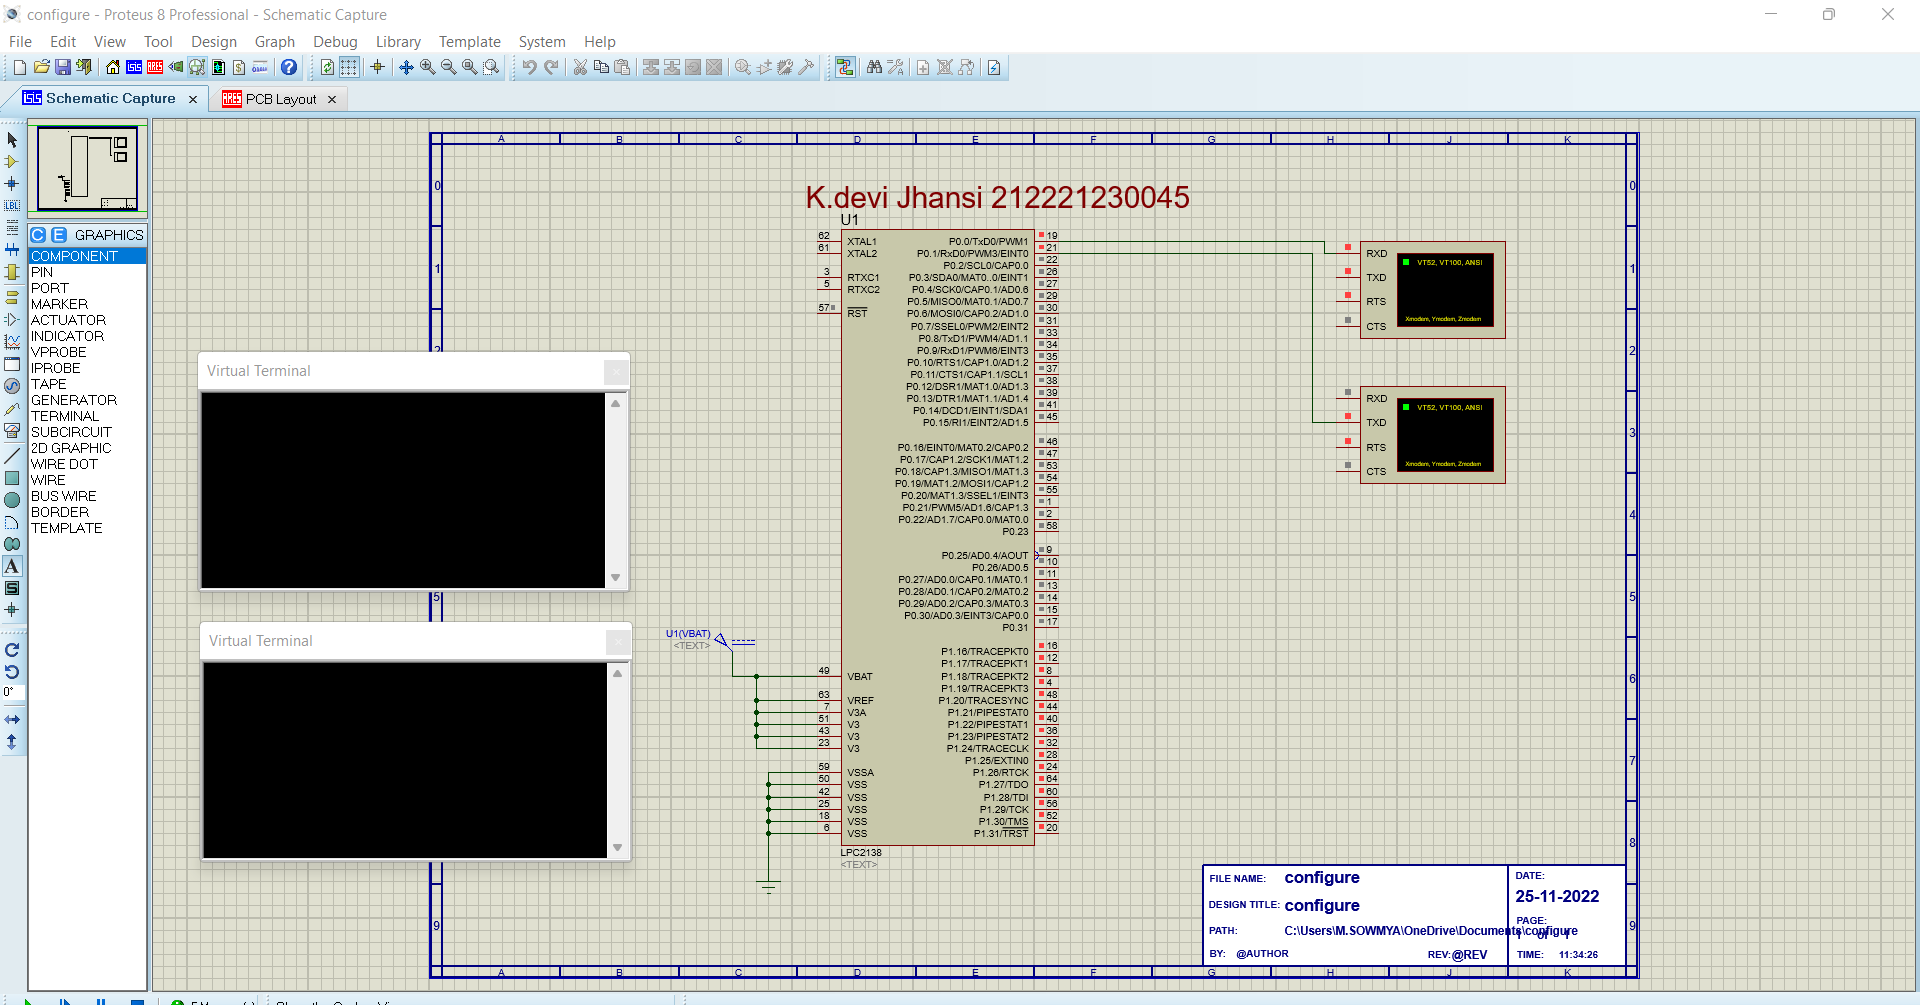 configure - Proteus 8 Professional - Schematic Capture
File Edit View Tool Design Graph Debug Library Template System Help
Schematic Capture PCB Layout
A B C D E F G H J K
0 0
K.devi Jhansi 212221230045
U1
C E GRAPHICS
COMPONENT
PIN
PORT
MARKER
ACTUATOR
INDICATOR
VPROBE
IPROBE
TAPE
GENERATOR
TERMINAL
SUBCIRCUIT
2D GRAPHIC
WIRE DOT
WIRE
BUS WIRE
BORDER
TEMPLATE
LBL
A
S
0°
1 1
2 2
3
4
5 5
6
7
8
9 9
Virtual Terminal
Virtual Terminal
62 XTAL1
61 XTAL2
3 RTXC1
5 RTXC2
57 RST
P0.0/TxD0/PWM1 19
P0.1/RxD0/PWM3/EINT0 21
P0.2/SCL0/CAP0.0 22
P0.3/SDA0/MAT0..0/EINT1 26
P0.4/SCK0/CAP0.1/AD0.6 27
P0.5/MISO0/MAT0.1/AD0.7 29
P0.6/MOSI0/CAP0.2/AD1.0 30
P0.7/SSEL0/PWM2/EINT2 31
P0.8/TxD1/PWM4/AD1.1 33
P0.9/RxD1/PWM6/EINT3 34
P0.10/RTS1/CAP1.0/AD1.2 35
P0.11/CTS1/CAP1.1/SCL1 37
P0.12/DSR1/MAT1.0/AD1.3 38
P0.13/DTR1/MAT1.1/AD1.4 39
P0.14/DCD1/EINT1/SDA1 41
P0.15/RI1/EINT2/AD1.5 45
P0.16/EINT0/MAT0.2/CAP0.2 46
P0.17/CAP1.2/SCK1/MAT1.2 47
P0.18/CAP1.3/MISO1/MAT1.3 53
P0.19/MAT1.2/MOSI1/CAP1.2 54
P0.20/MAT1.3/SSEL1/EINT3 55
P0.21/PWM5/AD1.6/CAP1.3 1
P0.22/AD1.7/CAP0.0/MAT0.0 2
P0.23 58
P0.25/AD0.4/AOUT 9
P0.26/AD0.5 10
P0.27/AD0.0/CAP0.1/MAT0.1 11
P0.28/AD0.1/CAP0.2/MAT0.2 13
P0.29/AD0.2/CAP0.3/MAT0.3 14
P0.30/AD0.3/EINT3/CAP0.0 15
P0.31 17
P1.16/TRACEPKT0 16
P1.17/TRACEPKT1 12
P1.18/TRACEPKT2 8
P1.19/TRACEPKT3 4
P1.20/TRACESYNC 48
P1.21/PIPESTAT0 44
P1.22/PIPESTAT1 40
P1.23/PIPESTAT2 36
P1.24/TRACECLK 32
P1.25/EXTIN0 28
P1.26/RTCK 24
P1.27/TDO 64
P1.28/TDI 60
P1.29/TCK 56
P1.30/TMS 52
P1.31/TRST 20
U1(VBAT)
<TEXT>
49 VBAT
63 VREF
7 V3A
51 V3
43 V3
23 V3
59 VSSA
50 VSS
42 VSS
25 VSS
18 VSS
6 VSS
LPC2138
<TEXT>
RXD
TXD
RTS
CTS
VT52, VT100, ANSI
Xmodem, Ymodem, Zmodem
RXD
TXD
RTS
CTS
VT52, VT100, ANSI
Xmodem, Ymodem, Zmodem
FILE NAME: configure
DESIGN TITLE: configure
PATH: C:\Users\M.SOWMYA\OneDrive\Documents\configure
BY: @AUTHOR REV:@REV
DATE:
25-11-2022
PAGE:
TIME: 11:34:26
A B C D E F G H J K